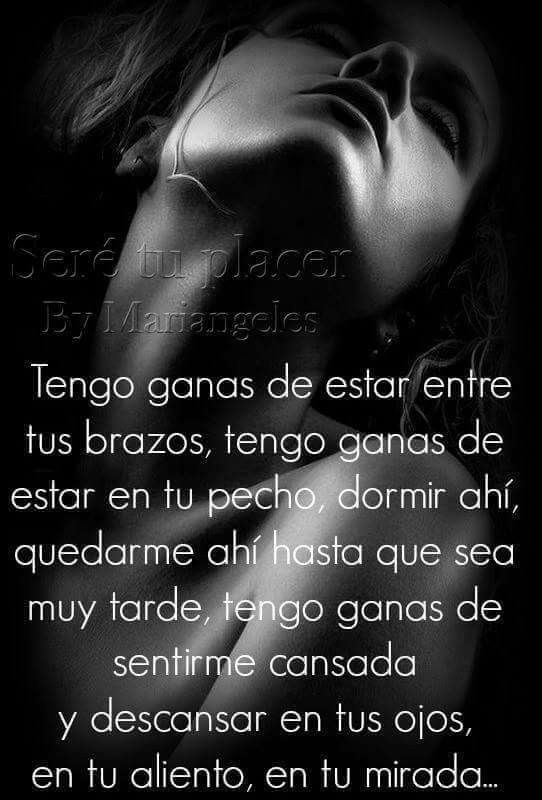 Seré tu placer
By Mariangeles
Tengo ganas de estar entre
tus brazos, tengo ganas de
estar en tu pecho, dormir ahí,
quedarme ahí hasta que sea
muy tarde, tengo ganas de
sentirme cansada
y descansar en tus ojos,
en tu aliento, en tu mirada...